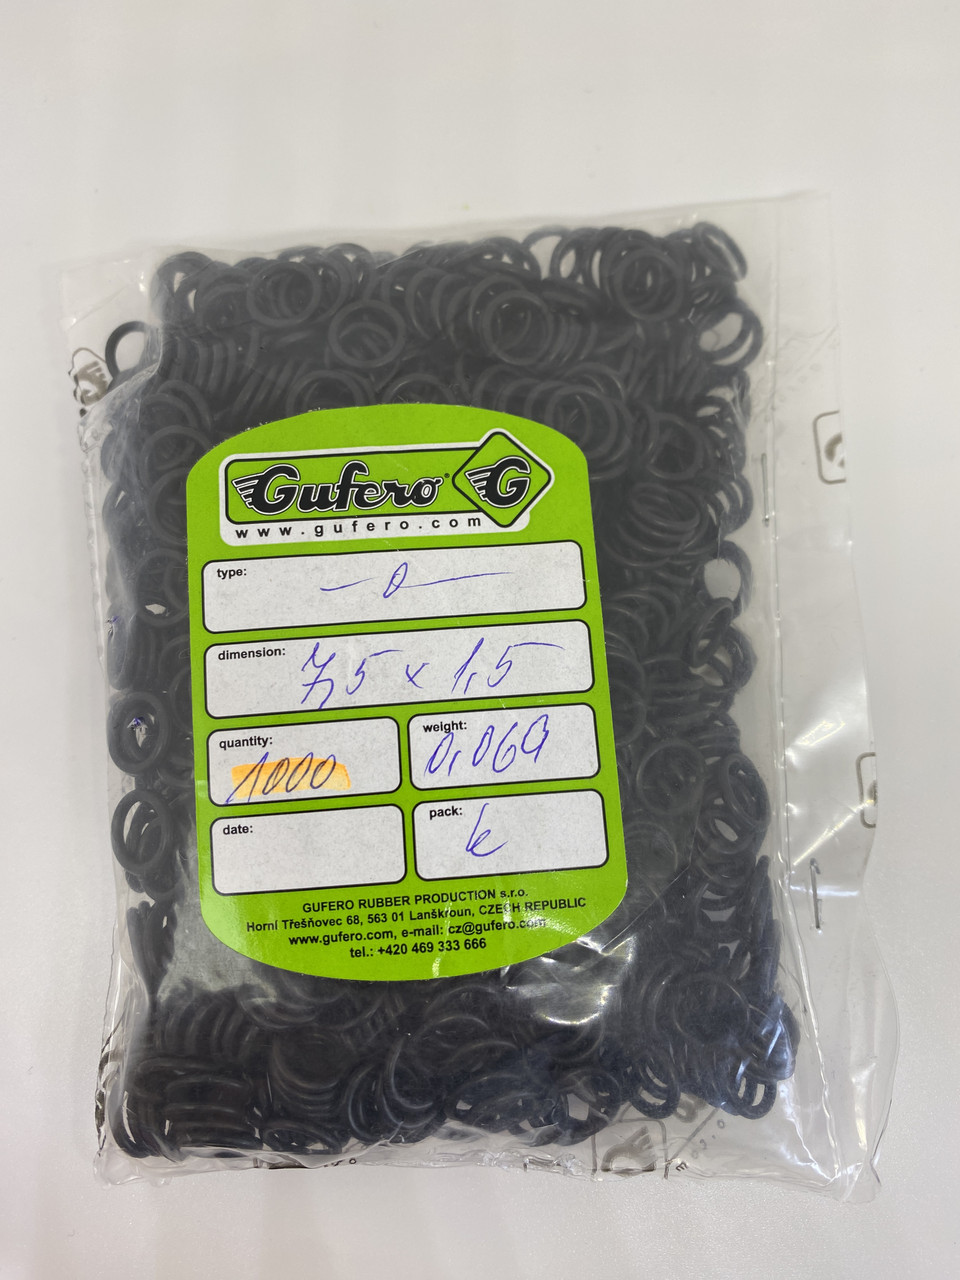 Gufero
G
www.gufero.com
type: O
dimension: 7,5 x 1,5
quantity: 1000
weight: 0,069
date:
pack: k
GUFERO RUBBER PRODUCTION s.r.o.
Horní Třešňovec 68, 563 01 Lanškroun, CZECH REPUBLIC
www.gufero.com, e-mail: cz@gufero.com
tel.: +420 469 333 666